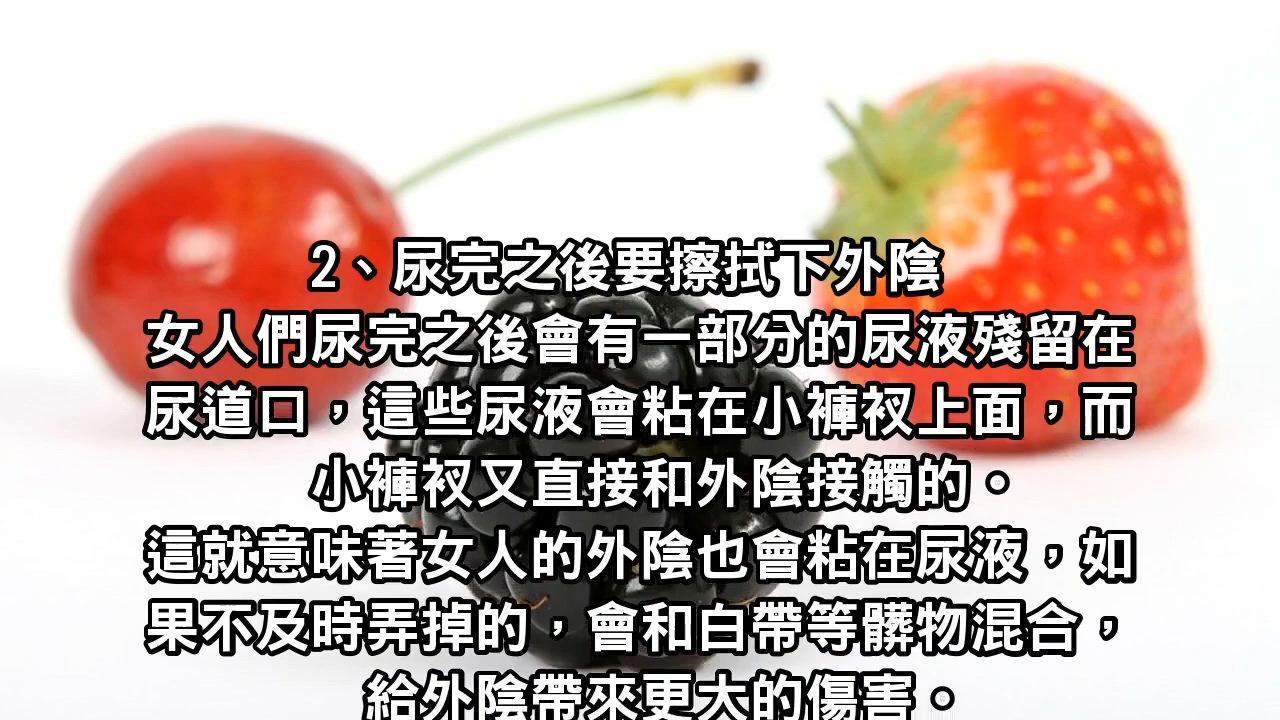 2、尿完之後要擦拭下外陰
女人們尿完之後會有一部分的尿液殘留在
尿道口，這些尿液會粘在小褲衩上面，而
小褲衩又直接和外陰接觸的。
這就意味著女人的外陰也會粘在尿液，如
果不及時弄掉的，會和白帶等髒物混合，
給外陰帶來更大的傷害。